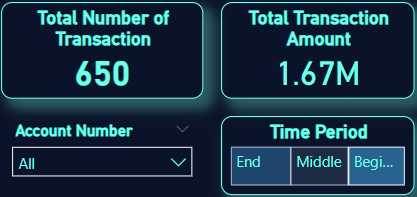 Total Number of
Transaction
650
Total Transaction
Amount
1.67M
Account Number
All
Time Period
End
Middle
Begi...